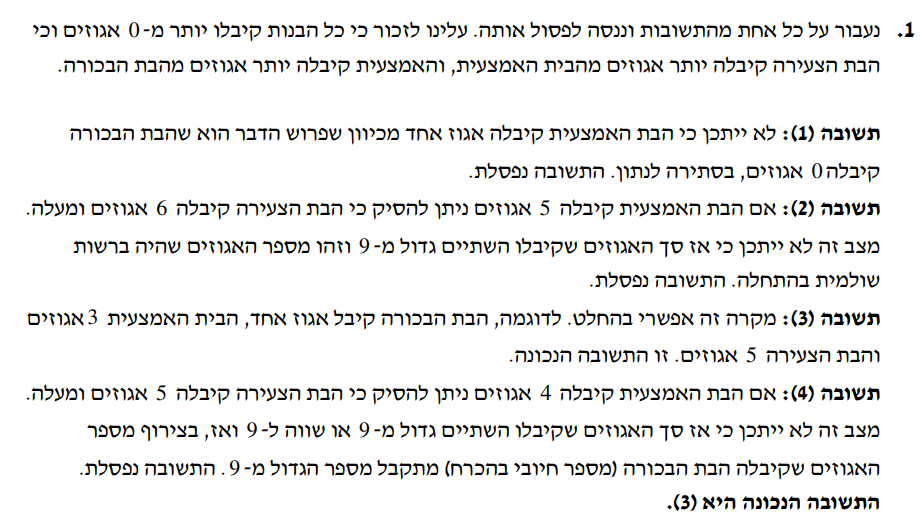 1. נעבור על כל אחת מהתשובות וננסה לפסול אותה. עלינו לזכור כי כל הבנות קיבלו יותר מ-0 אגוזים וכי
הבת הצעירה קיבלה יותר אגוזים מהבית האמצעית, והאמצעית קיבלה יותר אגוזים מהבת הבכורה.
תשובה (1): לא ייתכן כי הבת האמצעית קיבלה אגוז אחד מכיוון שפרוש הדבר הוא שהבת הבכורה
קיבלה 0 אגוזים, בסתירה לנתון. התשובה נפסלת.
תשובה (2): אם הבת האמצעית קיבלה 5 אגוזים ניתן להסיק כי הבת הצעירה קיבלה 6 אגוזים ומעלה.
מצב זה לא ייתכן כי אז סך האגוזים שקיבלו השתיים גדול מ-9 וזהו מספר האגוזים שהיה ברשות
שולמית בהתחלה. התשובה נפסלת.
תשובה (3): מקרה זה אפשרי בהחלט. לדוגמה, הבת הבכורה קיבל אגוז אחד, הבית האמצעית 3 אגוזים
והבת הצעירה 5 אגוזים. זו התשובה הנכונה.
תשובה (4): אם הבת האמצעית קיבלה 4 אגוזים ניתן להסיק כי הבת הצעירה קיבלה 5 אגוזים ומעלה.
מצב זה לא ייתכן כי אז סך האגוזים שקיבלו השתיים גדול מ-9 או שווה ל-9 ואז, בצירוף מספר
האגוזים שקיבלה הבת הבכורה (מספר חיובי בהכרח) מתקבל מספר הגדול מ-9. התשובה נפסלת.
התשובה הנכונה היא (3).